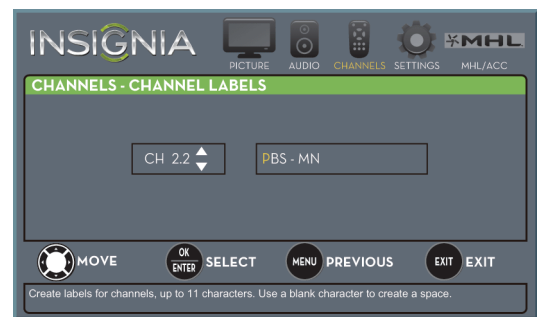 INSIGNIA
PICTURE AUDIO CHANNELS SETTINGS MHL MHL/ACC
CHANNELS - CHANNEL LABELS
CH 2.2 PBS - MN
MOVE OK ENTER SELECT MENU PREVIOUS EXIT EXIT
Create labels for channels, up to 11 characters. Use a blank character to create a space.